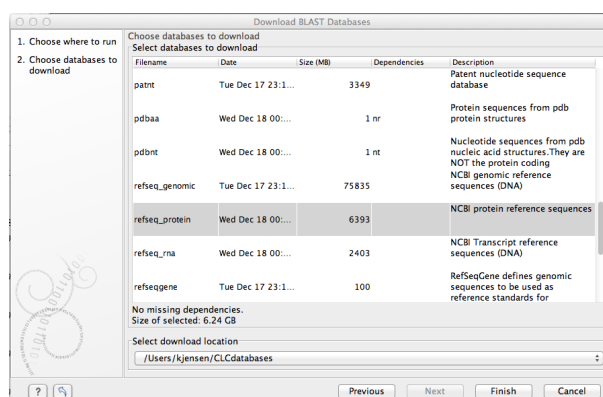 Download BLAST Databases
1. Choose where to run
2. Choose databases to
download
Choose databases to download
Select databases to download
Filename Date Size (MB) Dependencies Description
patnt Tue Dec 17 23:1... 3349 Patent nucleotide sequence
database
pdbaa Wed Dec 18 00:... 1 nr Protein sequences from pdb
protein structures
pdbnt Wed Dec 18 00:... 1 nt Nucleotide sequences from pdb
nucleic acid structures.They are
NOT the protein coding
refseq_genomic Tue Dec 17 23:1... 75835 NCBI genomic reference
sequences (DNA)
refseq_protein Wed Dec 18 00:... 6393 NCBI protein reference sequences
refseq_rna Wed Dec 18 00:... 2403 NCBI Transcript reference
sequences (DNA)
refseqgene Tue Dec 17 23:1... 100 RefSeqGene defines genomic
sequences to be used as
reference standards for
No missing dependencies.
Size of selected: 6.24 GB
Select download location
/Users/kjensen/CLCdatabases
? Previous Next Finish Cancel